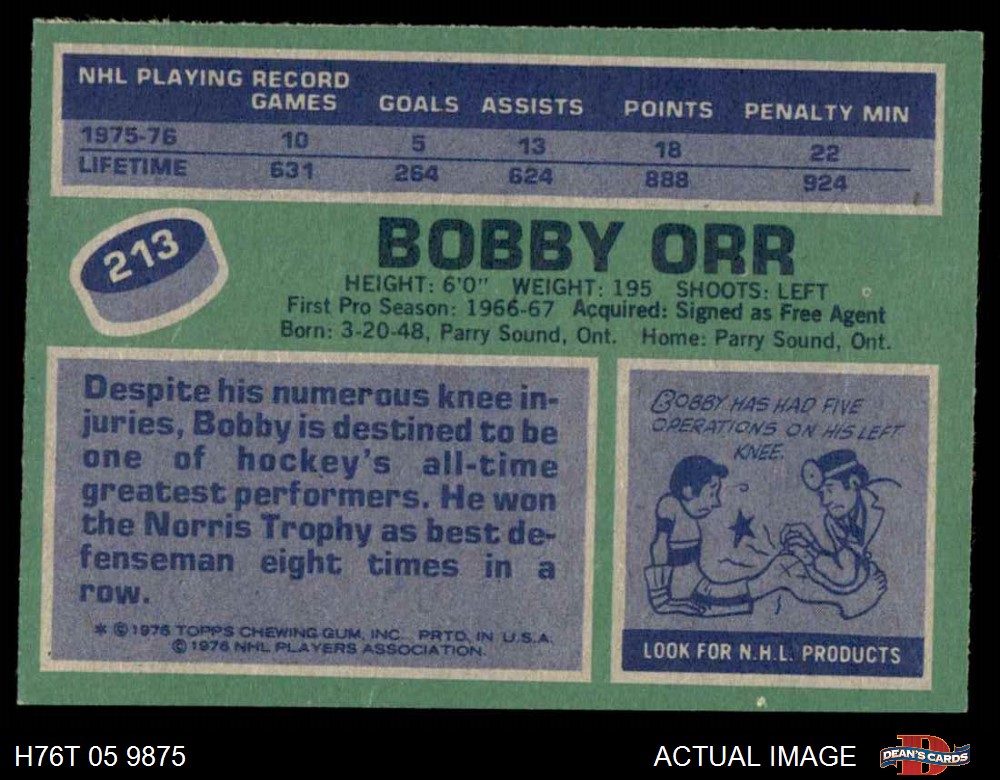 NHL PLAYING RECORD
GAMES GOALS ASSISTS POINTS PENALTY MIN
1975-76 10 5 13 18 22
LIFETIME 631 264 624 888 924
213
BOBBY ORR
HEIGHT: 6'0" WEIGHT: 195 SHOOTS: LEFT
First Pro Season: 1966-67 Acquired: Signed as Free Agent
Born: 3-20-48, Parry Sound, Ont. Home: Parry Sound, Ont.
Despite his numerous knee in-
juries, Bobby is destined to be
one of hockey's all-time
greatest performers. He won
the Norris Trophy as best de-
fenseman eight times in a
row.
* © 1976 TOPPS CHEWING GUM, INC. PRTD. IN U.S.A.
© 1976 NHL PLAYERS ASSOCIATION.
BOBBY HAS HAD FIVE
OPERATIONS ON HIS LEFT
KNEE.
LOOK FOR N.H.L. PRODUCTS
H76T 05 9875
ACTUAL IMAGE
D
DEAN'S CARDS